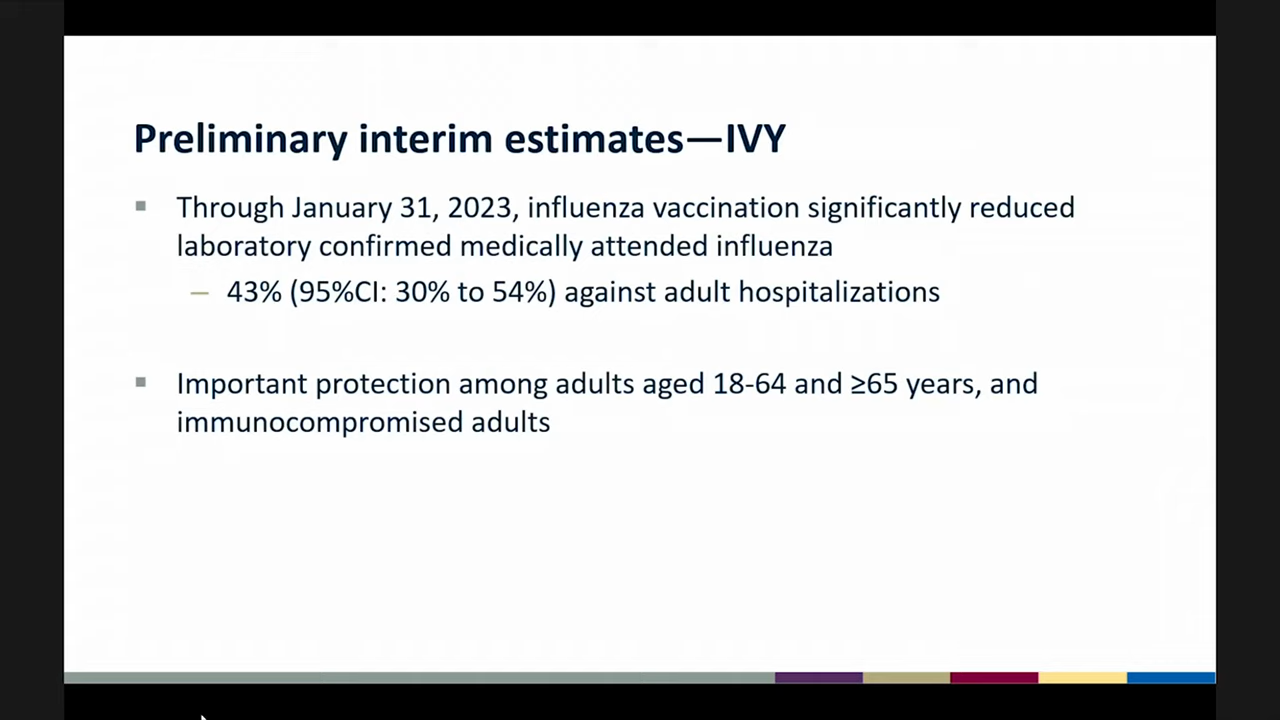 Preliminary interim estimates—IVY
Through January 31, 2023, influenza vaccination significantly reduced
laboratory confirmed medically attended influenza
– 43% (95%CI: 30% to 54%) against adult hospitalizations
Important protection among adults aged 18-64 and ≥65 years, and
immunocompromised adults